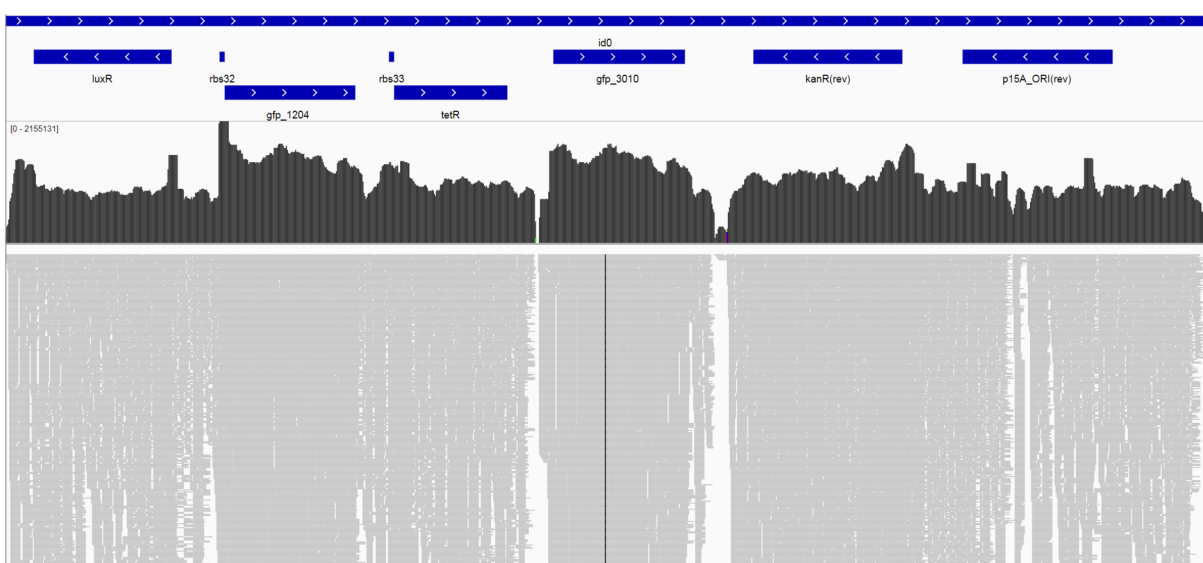 id0
luxR
rbs32
rbs33
gfp_3010
kanR(rev)
p15A_ORI(rev)
gfp_1204
tetR
[0 - 2155131]